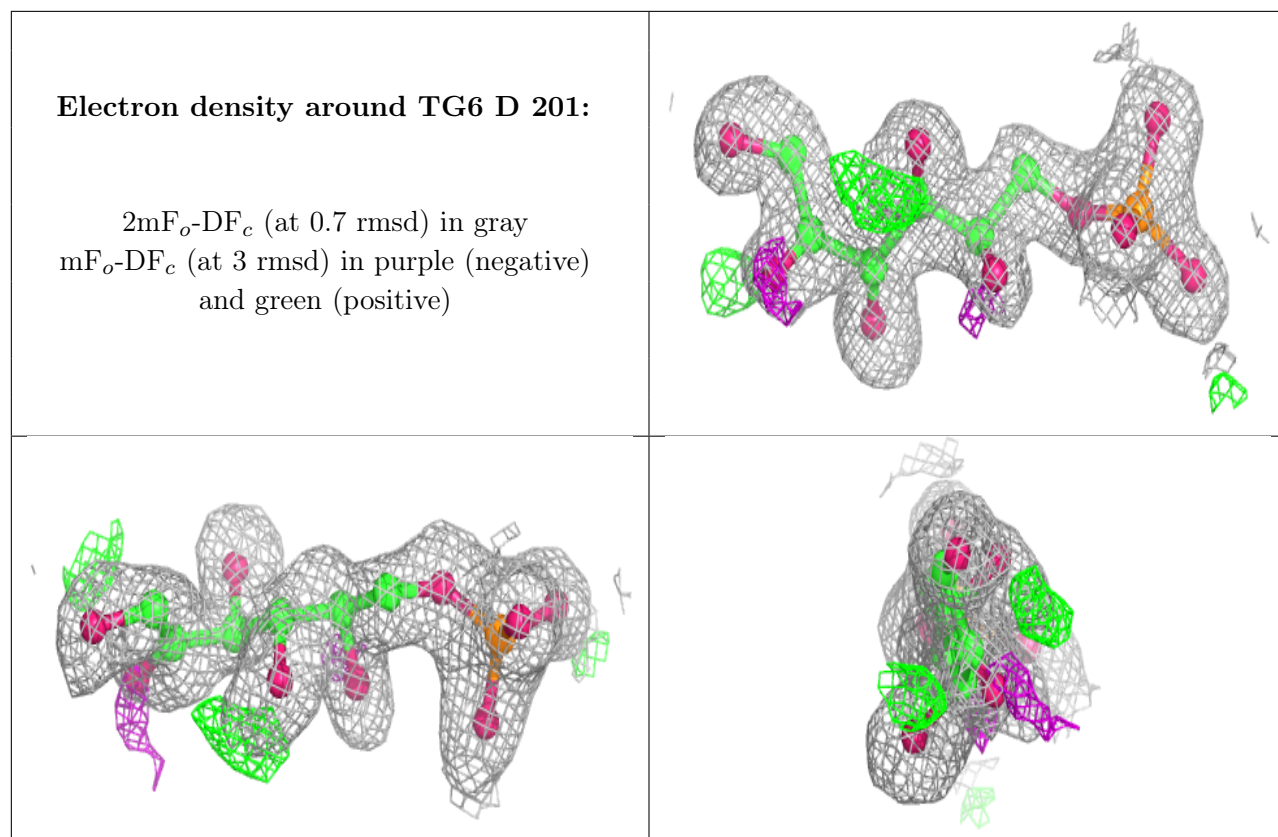 Electron density around TG6 D 201:
2mFo-DFc (at 0.7 rmsd) in gray
mFo-DFc (at 3 rmsd) in purple (negative)
and green (positive)